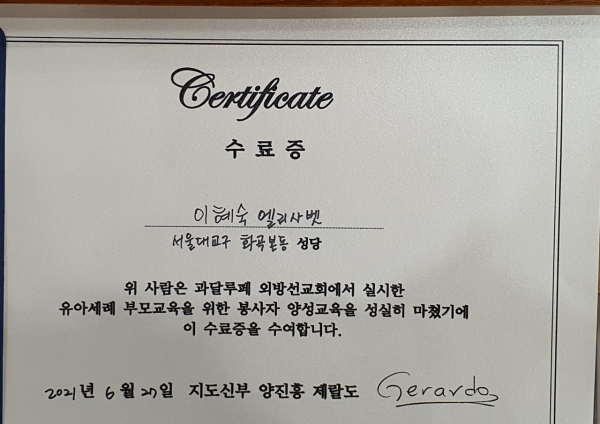 Certificate
수료증
이혜숙 엘리사벳
서울대교구 화곡본동 성당
위 사람은 과달루페 외방선교회에서 실시한
유아세례 부모교육을 위한 봉사자 양성교육을 성실히 마쳤기에
이 수료증을 수여합니다.
2021년 6월 27일 지도신부 양진홍 제랄도 Gerardo